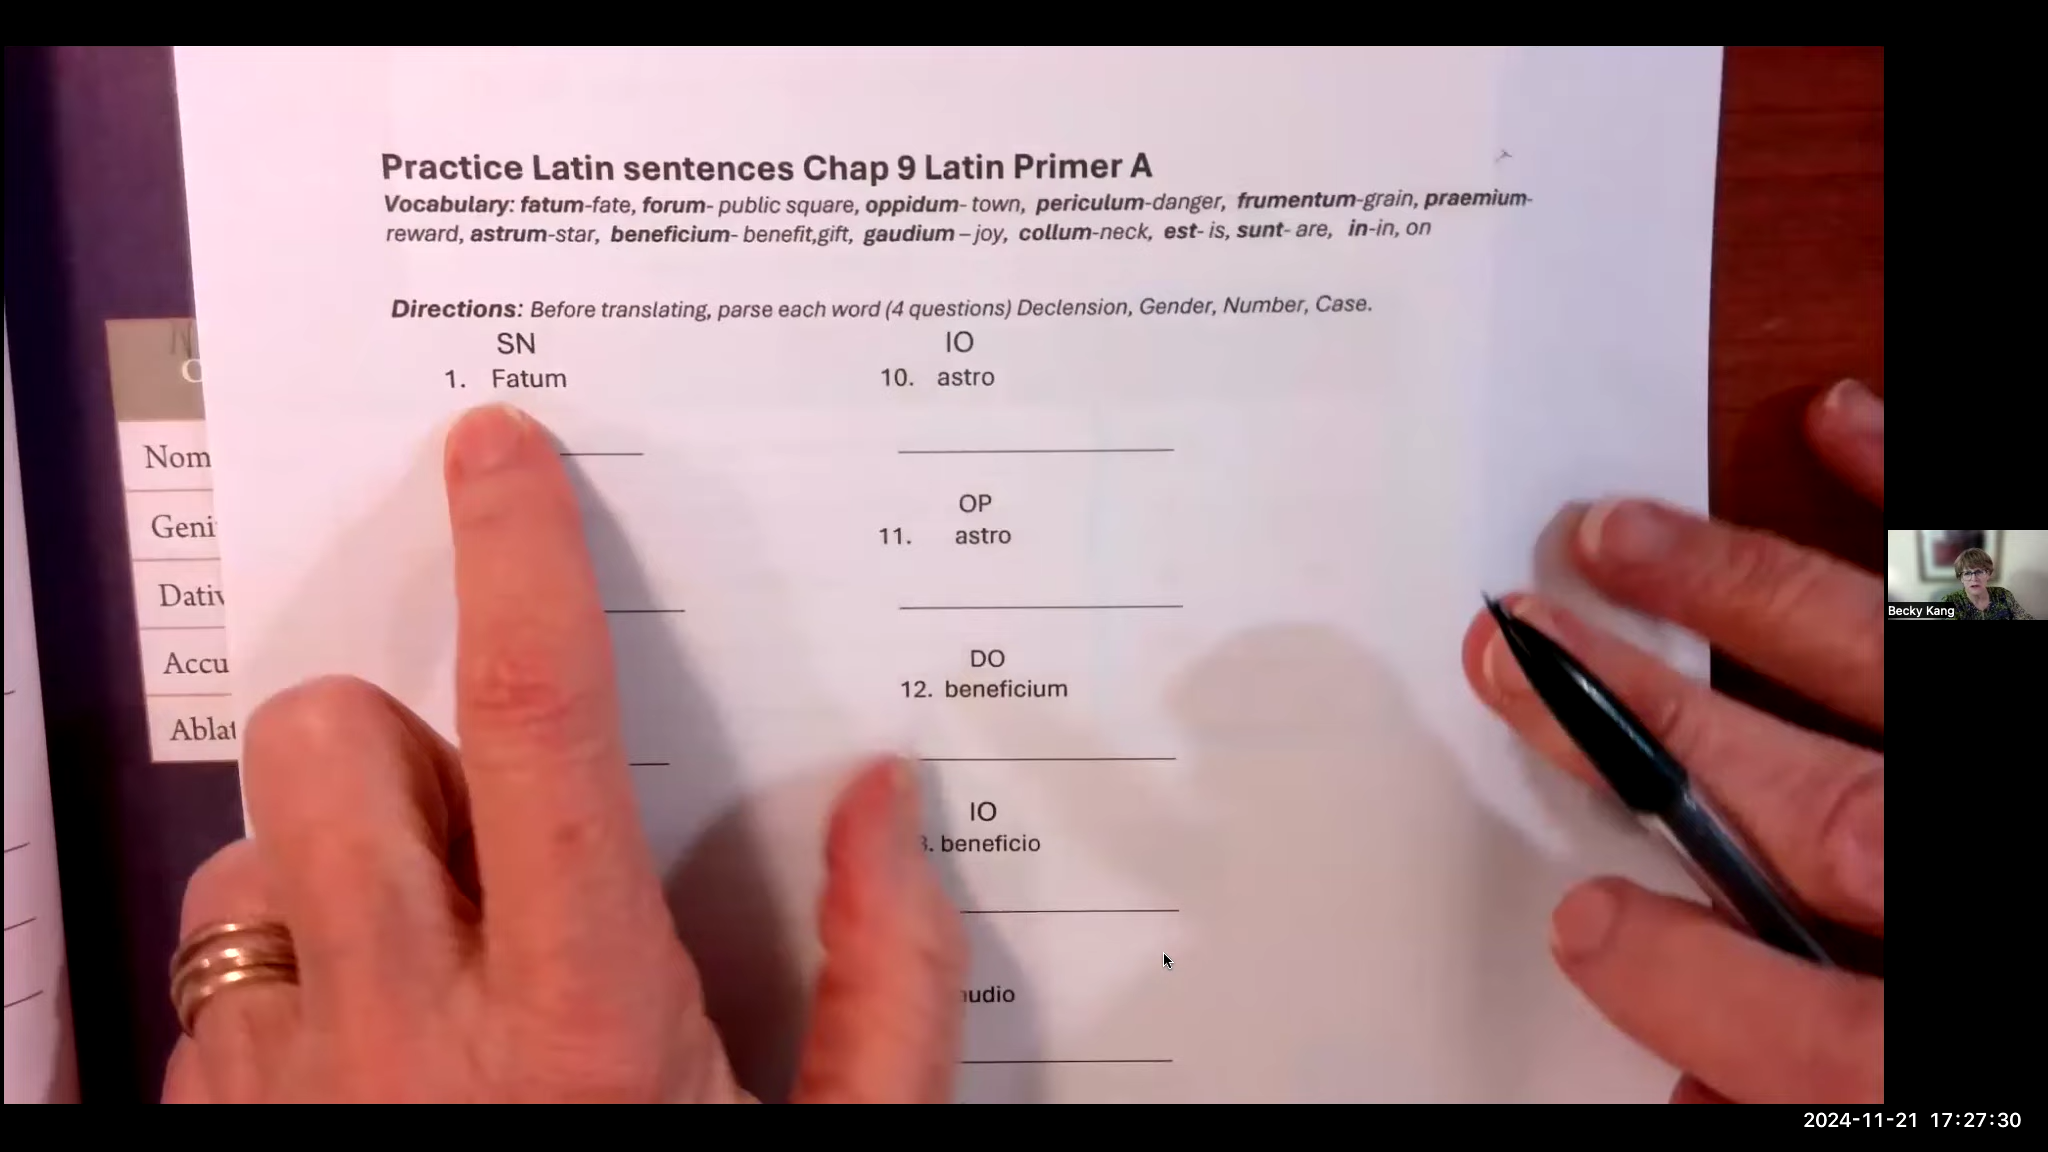 Practice Latin sentences Chap 9 Latin Primer A
Vocabulary: fatum-fate, forum- public square, oppidum- town, periculum-danger, frumentum-grain, praemium-
reward, astrum-star, beneficium- benefit,gift, gaudium – joy, collum-neck, est- is, sunt- are, in-in, on
Directions: Before translating, parse each word (4 questions) Declension, Gender, Number, Case.
SN
1. Fatum
IO
10. astro
OP
11. astro
DO
12. beneficium
IO
3. beneficio
udio
Nom
Geni
Dativ
Accu
Ablat
Becky Kang
2024-11-21 17:27:30